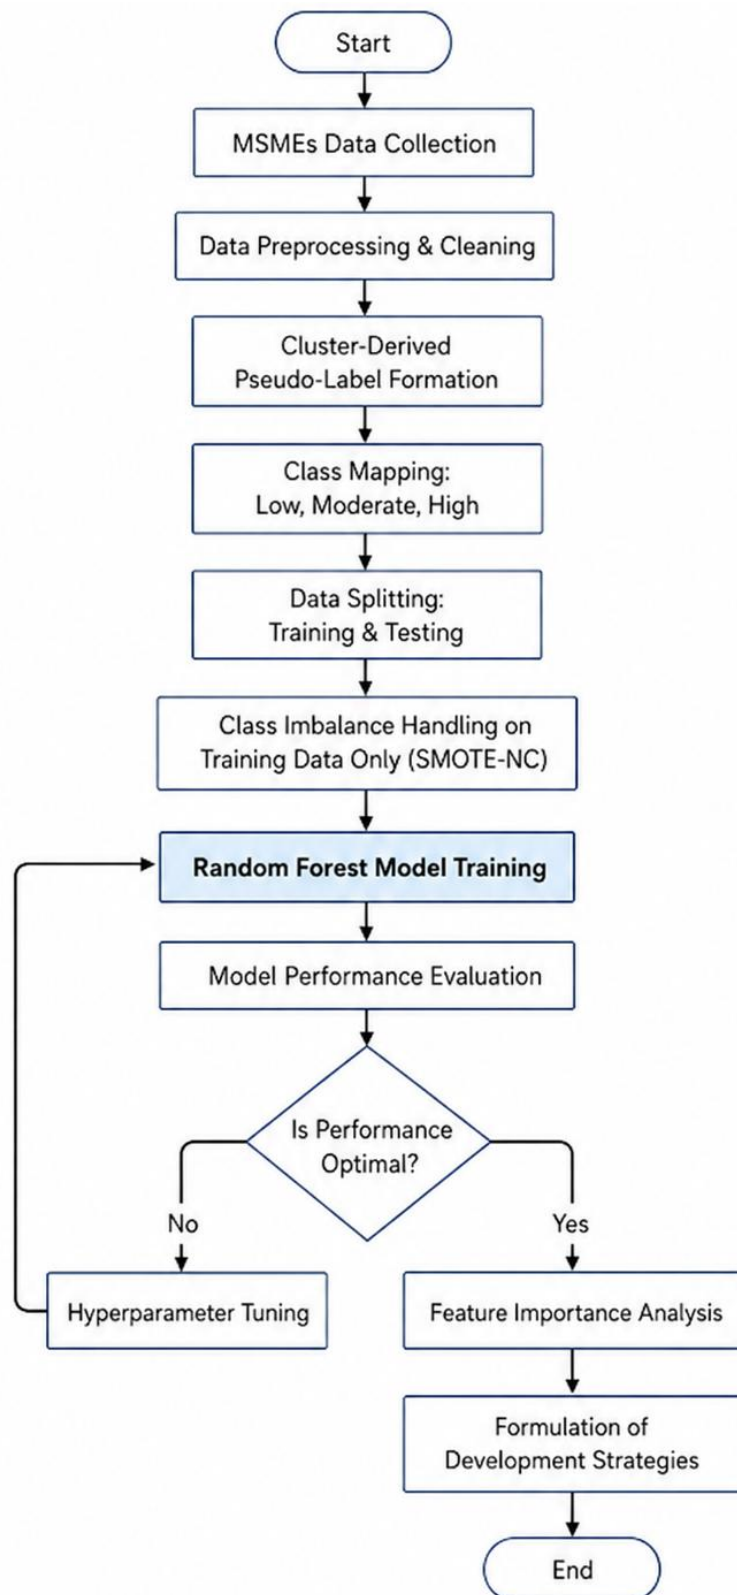 Start
MSMEs Data Collection
Data Preprocessing & Cleaning
Cluster-Derived
Pseudo-Label Formation
Class Mapping:
Low, Moderate, High
Data Splitting:
Training & Testing
Class Imbalance Handling on
Training Data Only (SMOTE-NC)
Random Forest Model Training
Model Performance Evaluation
Is Performance
Optimal?
No
Yes
Hyperparameter Tuning
Feature Importance Analysis
Formulation of
Development Strategies
End